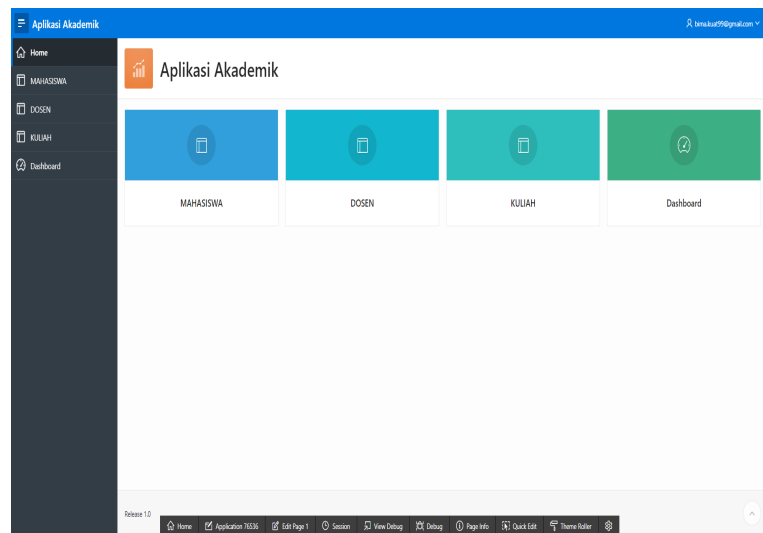 Aplikasi Akademik
bima.kuat59@gmail.com
Home
MAHASISWA
DOSEN
KULIAH
Dashboard
Aplikasi Akademik
MAHASISWA DOSEN KULIAH Dashboard
Release 1.0
Home Application 76536 Edit Page 1 Session View Debug Debug Page Info Quick Edit Theme Roller